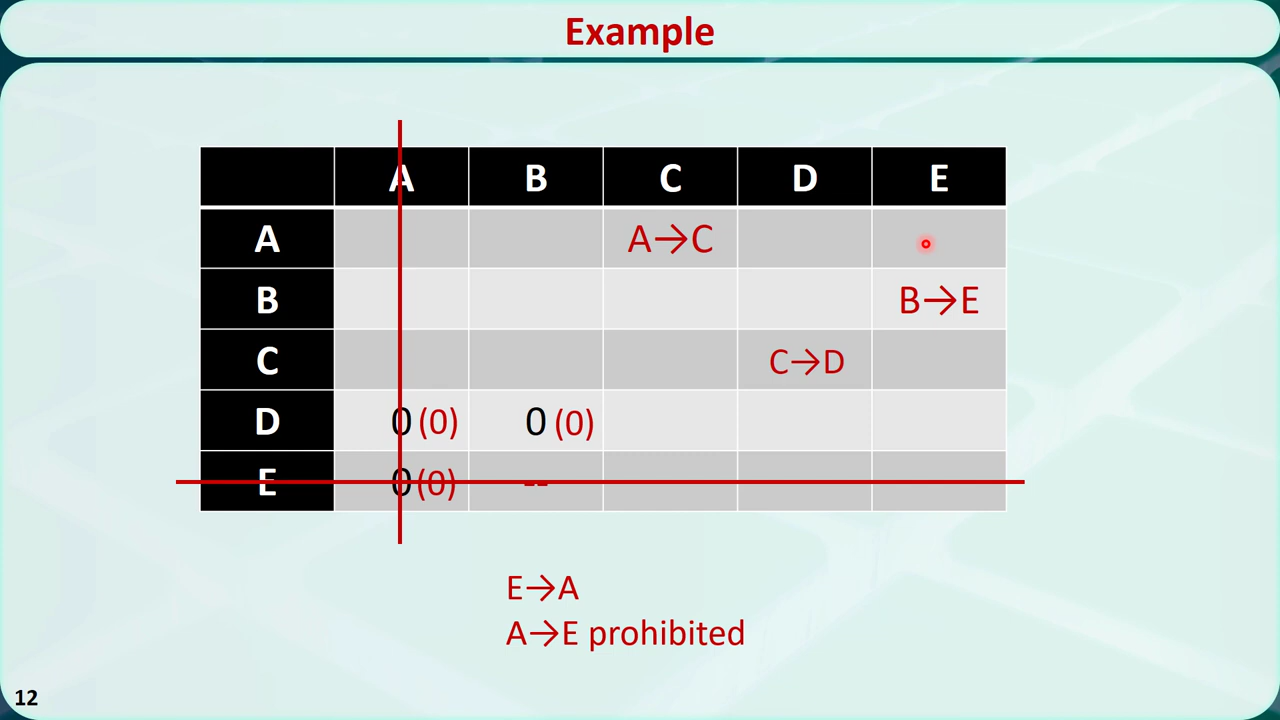 Example
A B C D E
A A→C
B B→E
C C→D
D 0 (0) 0 (0)
E 0 (0) --
E→A
A→E prohibited
12